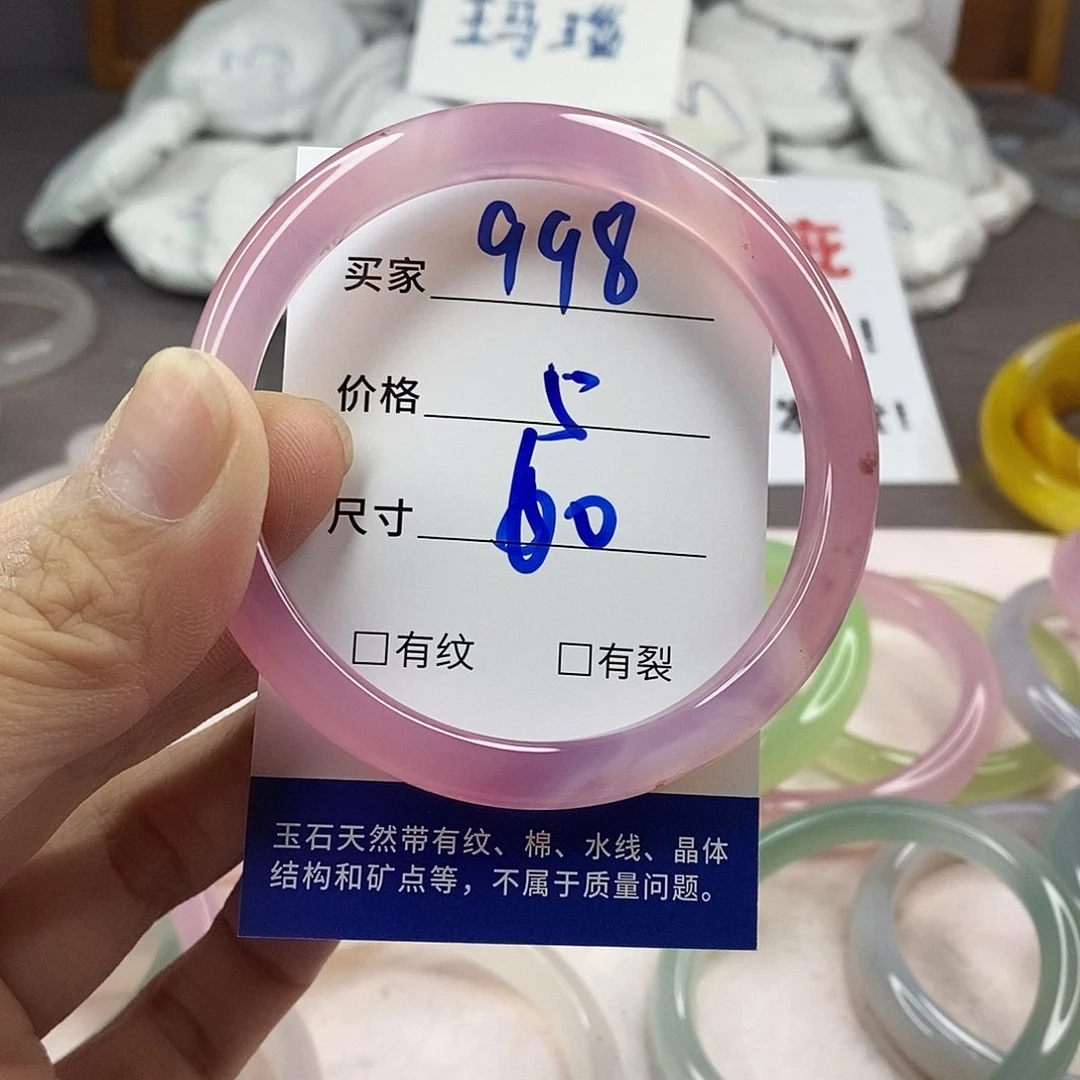 玛瑙
买家 998
价格 5
尺寸 60
□有纹 □有裂
玉石天然带有纹、棉、水线、晶体
结构和矿点等，不属于质量问题。